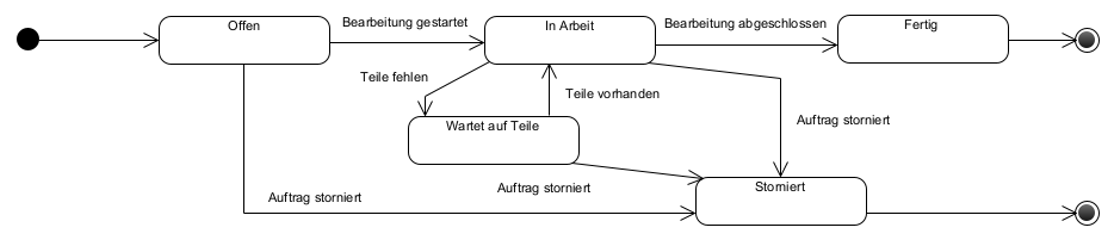 Offen
Bearbeitung gestartet
In Arbeit
Bearbeitung abgeschlossen
Fertig
Teile fehlen
Teile vorhanden
Wartet auf Teile
Auftrag storniert
Auftrag storniert
Storniert
Auftrag storniert